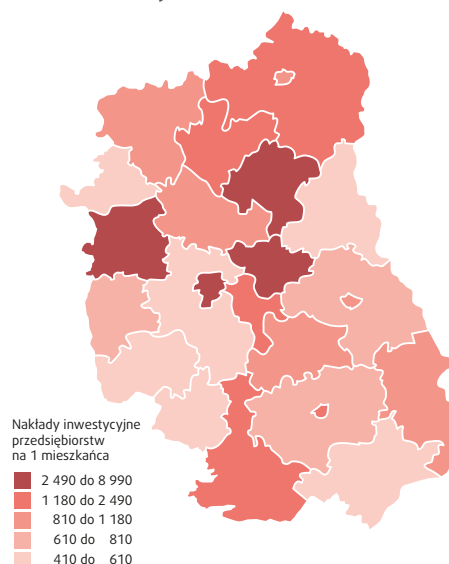 Nakłady inwestycyjne
przedsiębiorstw
na 1 mieszkańca
2 490 do 8 990
1 180 do 2 490
810 do 1 180
610 do 810
410 do 610